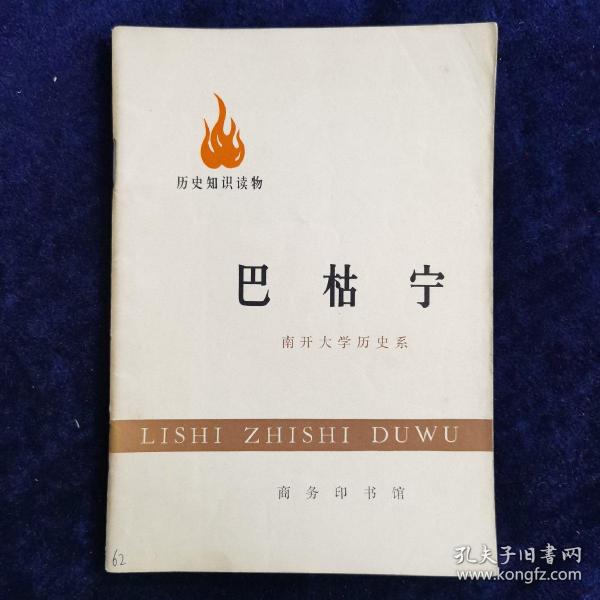 历史知识读物
巴枯宁
南开大学历史系
LISHI ZHISHI DUWU
商务印书馆
62
孔夫子旧書网
www.kongfz.com